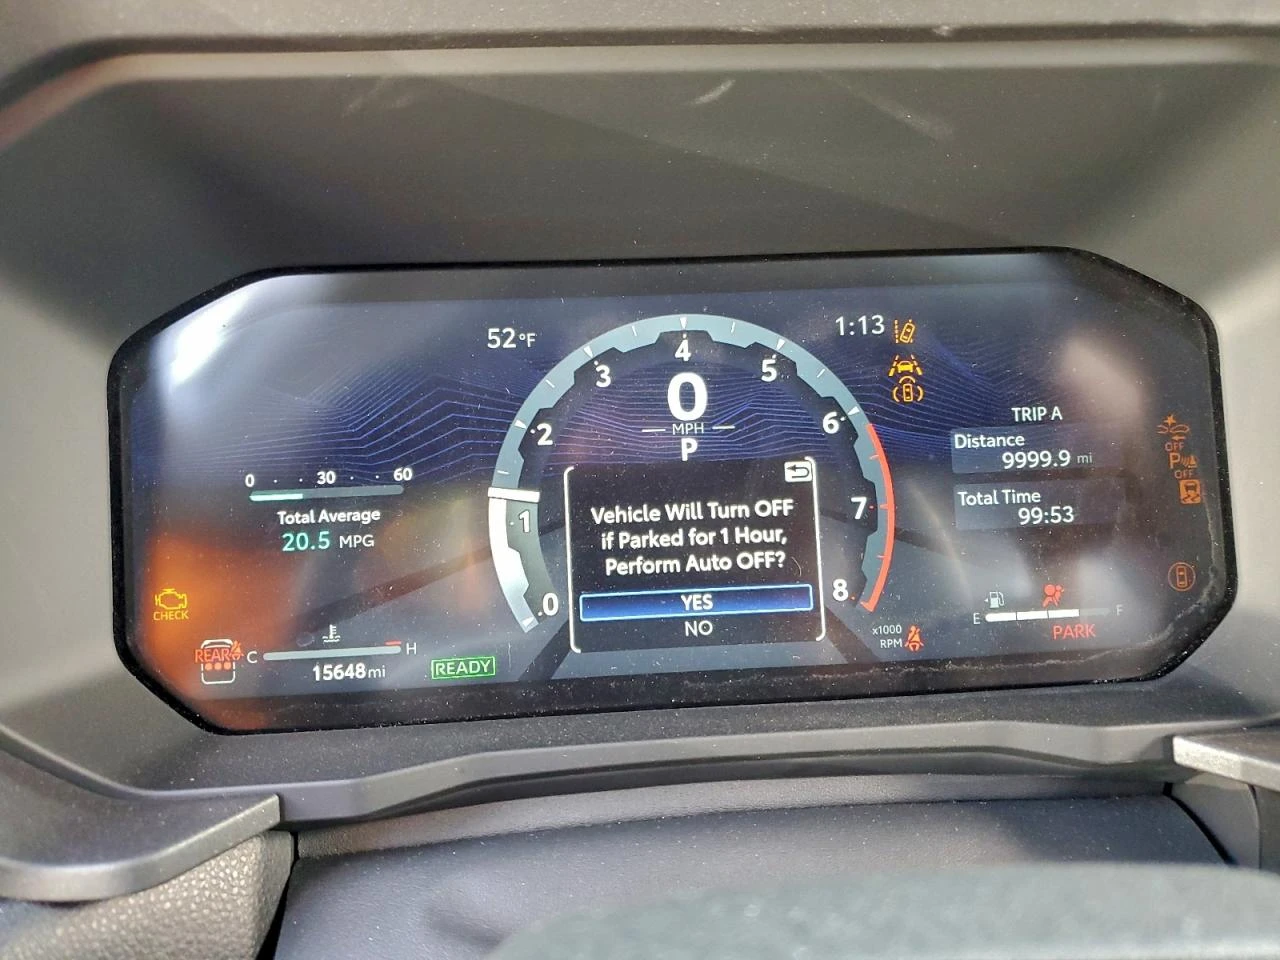 52°F
1:13
0 30 60
Total Average
20.5 MPG
CHECK
REAR
C H
15648 mi
READY
0
1
2
3
4
5
6
7
8
0
MPH
P
Vehicle Will Turn OFF
if Parked for 1 Hour,
Perform Auto OFF?
YES
NO
x1000
RPM
TRIP A
Distance
9999.9 mi
Total Time
99:53
E F
PARK
OFF
P
OFF